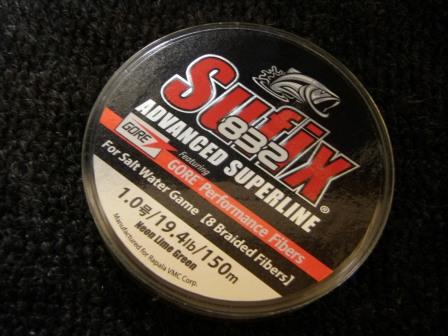 Sufix
832
®
ADVANCED SUPERLINE
GORE
Featuring
GORE Performance Fibers
For Salt Water Game [8 Braided Fibers]
1.0号/19.4lb/150m
Neon Lime Green
Manufactured for Rapala VMC Corp.